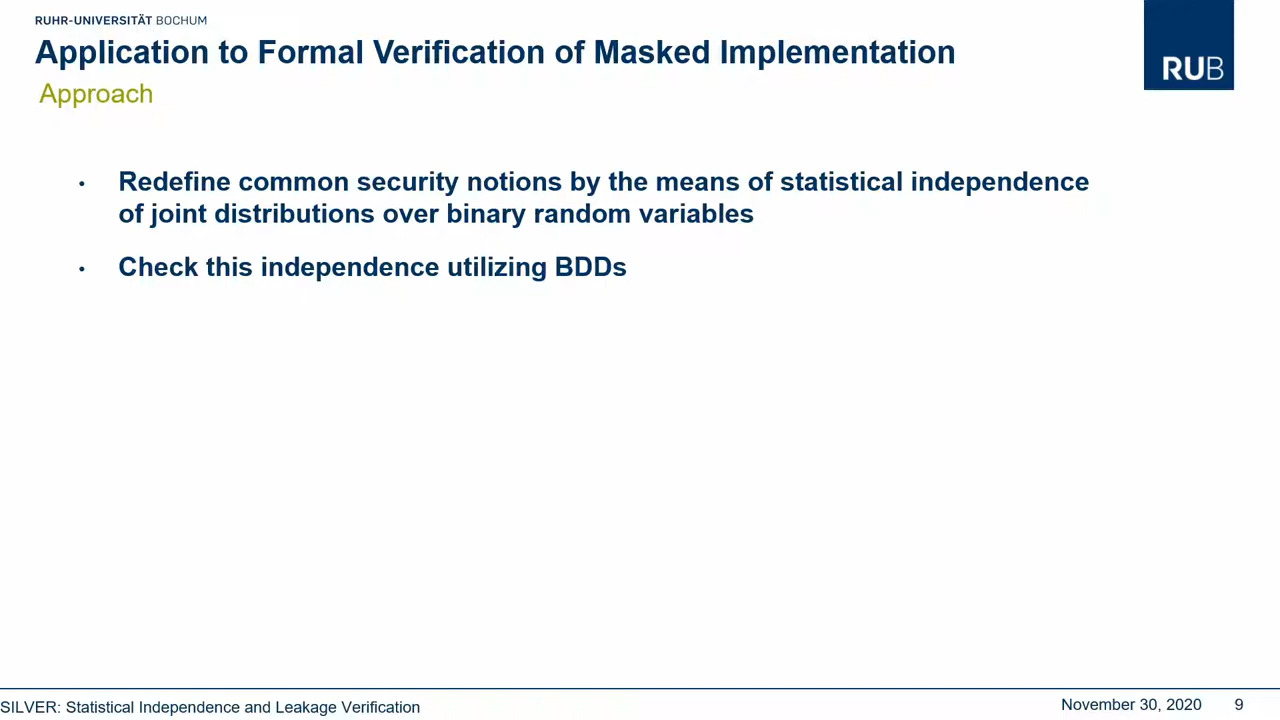 RUHR-UNIVERSITÄT BOCHUM
Application to Formal Verification of Masked Implementation
RUB
Approach
• Redefine common security notions by the means of statistical independence
of joint distributions over binary random variables
• Check this independence utilizing BDDs
SILVER: Statistical Independence and Leakage Verification
November 30, 2020 9